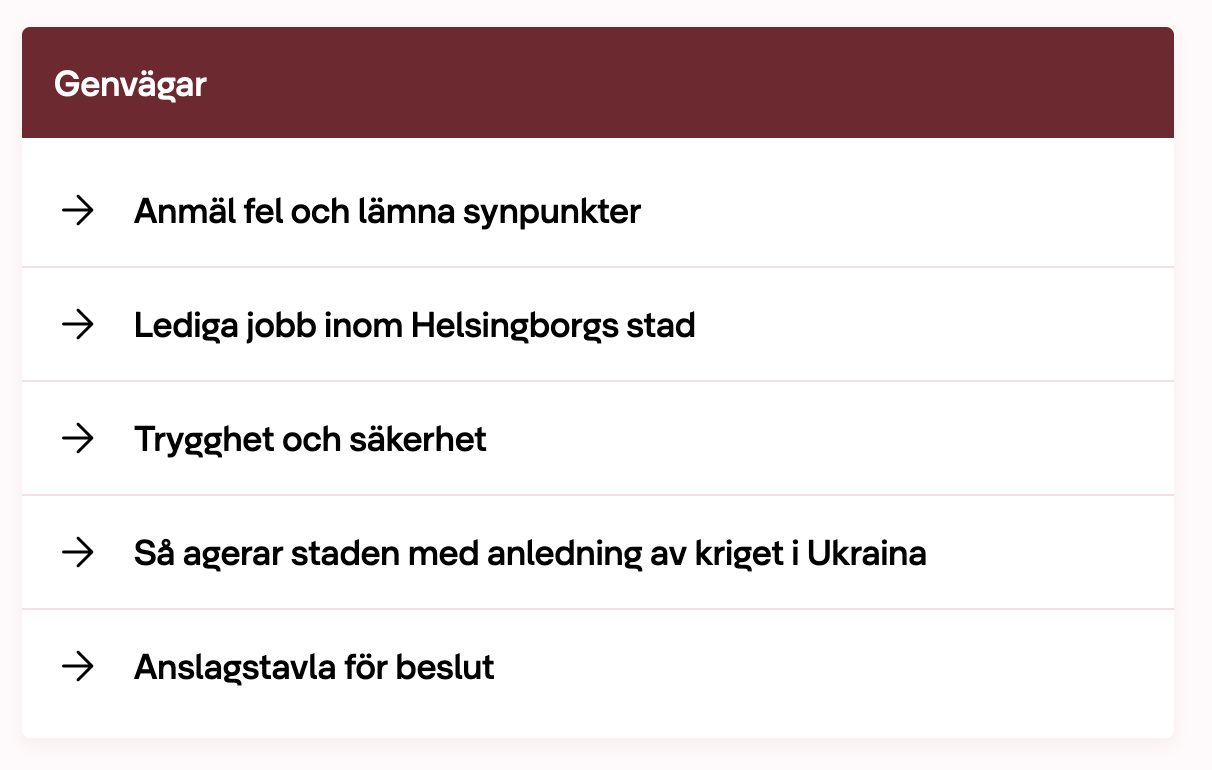 Genvägar
Anmäl fel och lämna synpunkter
Lediga jobb inom Helsingborgs stad
Trygghet och säkerhet
Så agerar staden med anledning av kriget i Ukraina
Anslagstavla för beslut